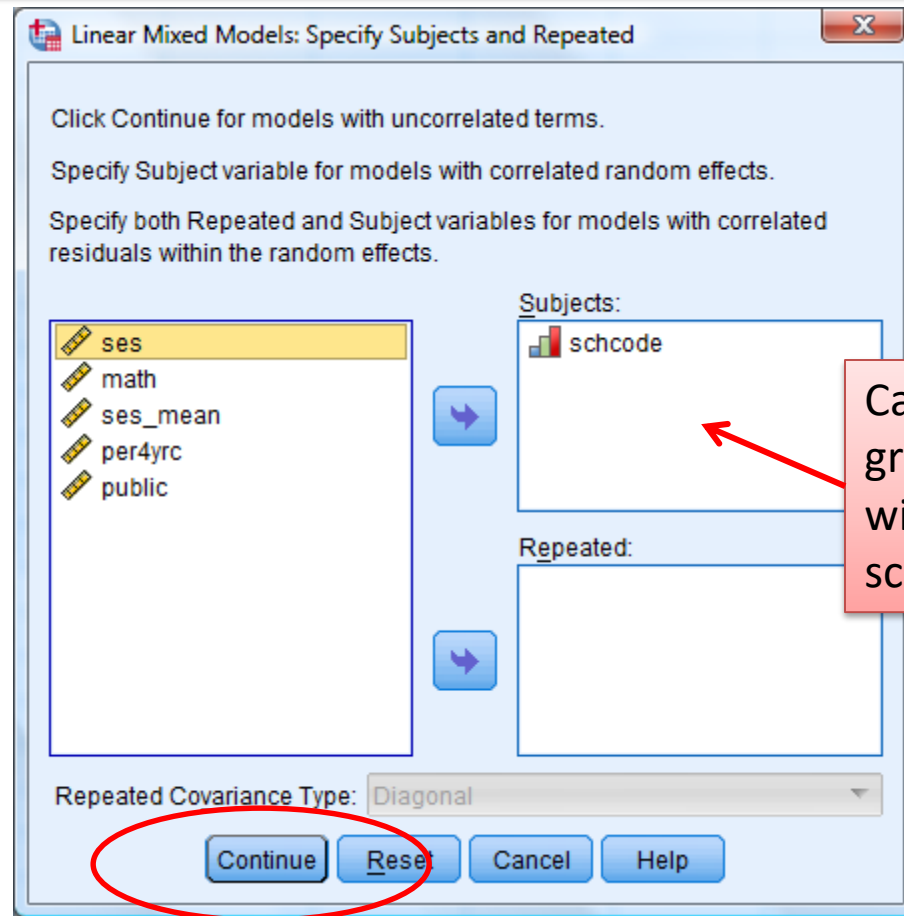 Linear Mixed Models: Specify Subjects and Repeated
X
Click Continue for models with uncorrelated terms.
Specify Subject variable for models with correlated random effects.
Specify both Repeated and Subject variables for models with correlated
residuals within the random effects.
Subjects:
ses
math
ses_mean
per4yrc
public
schcode
Repeated:
Repeated Covariance Type: Diagonal
Continue Reset Cancel Help